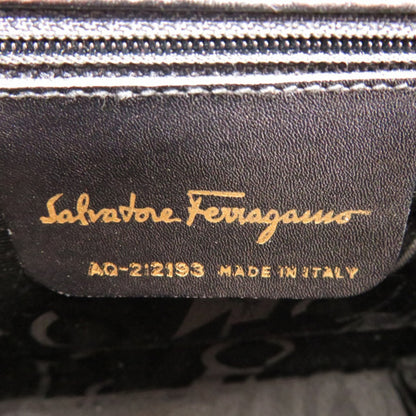 Salvatore Ferragamo
AQ-212193 MADE IN ITALY